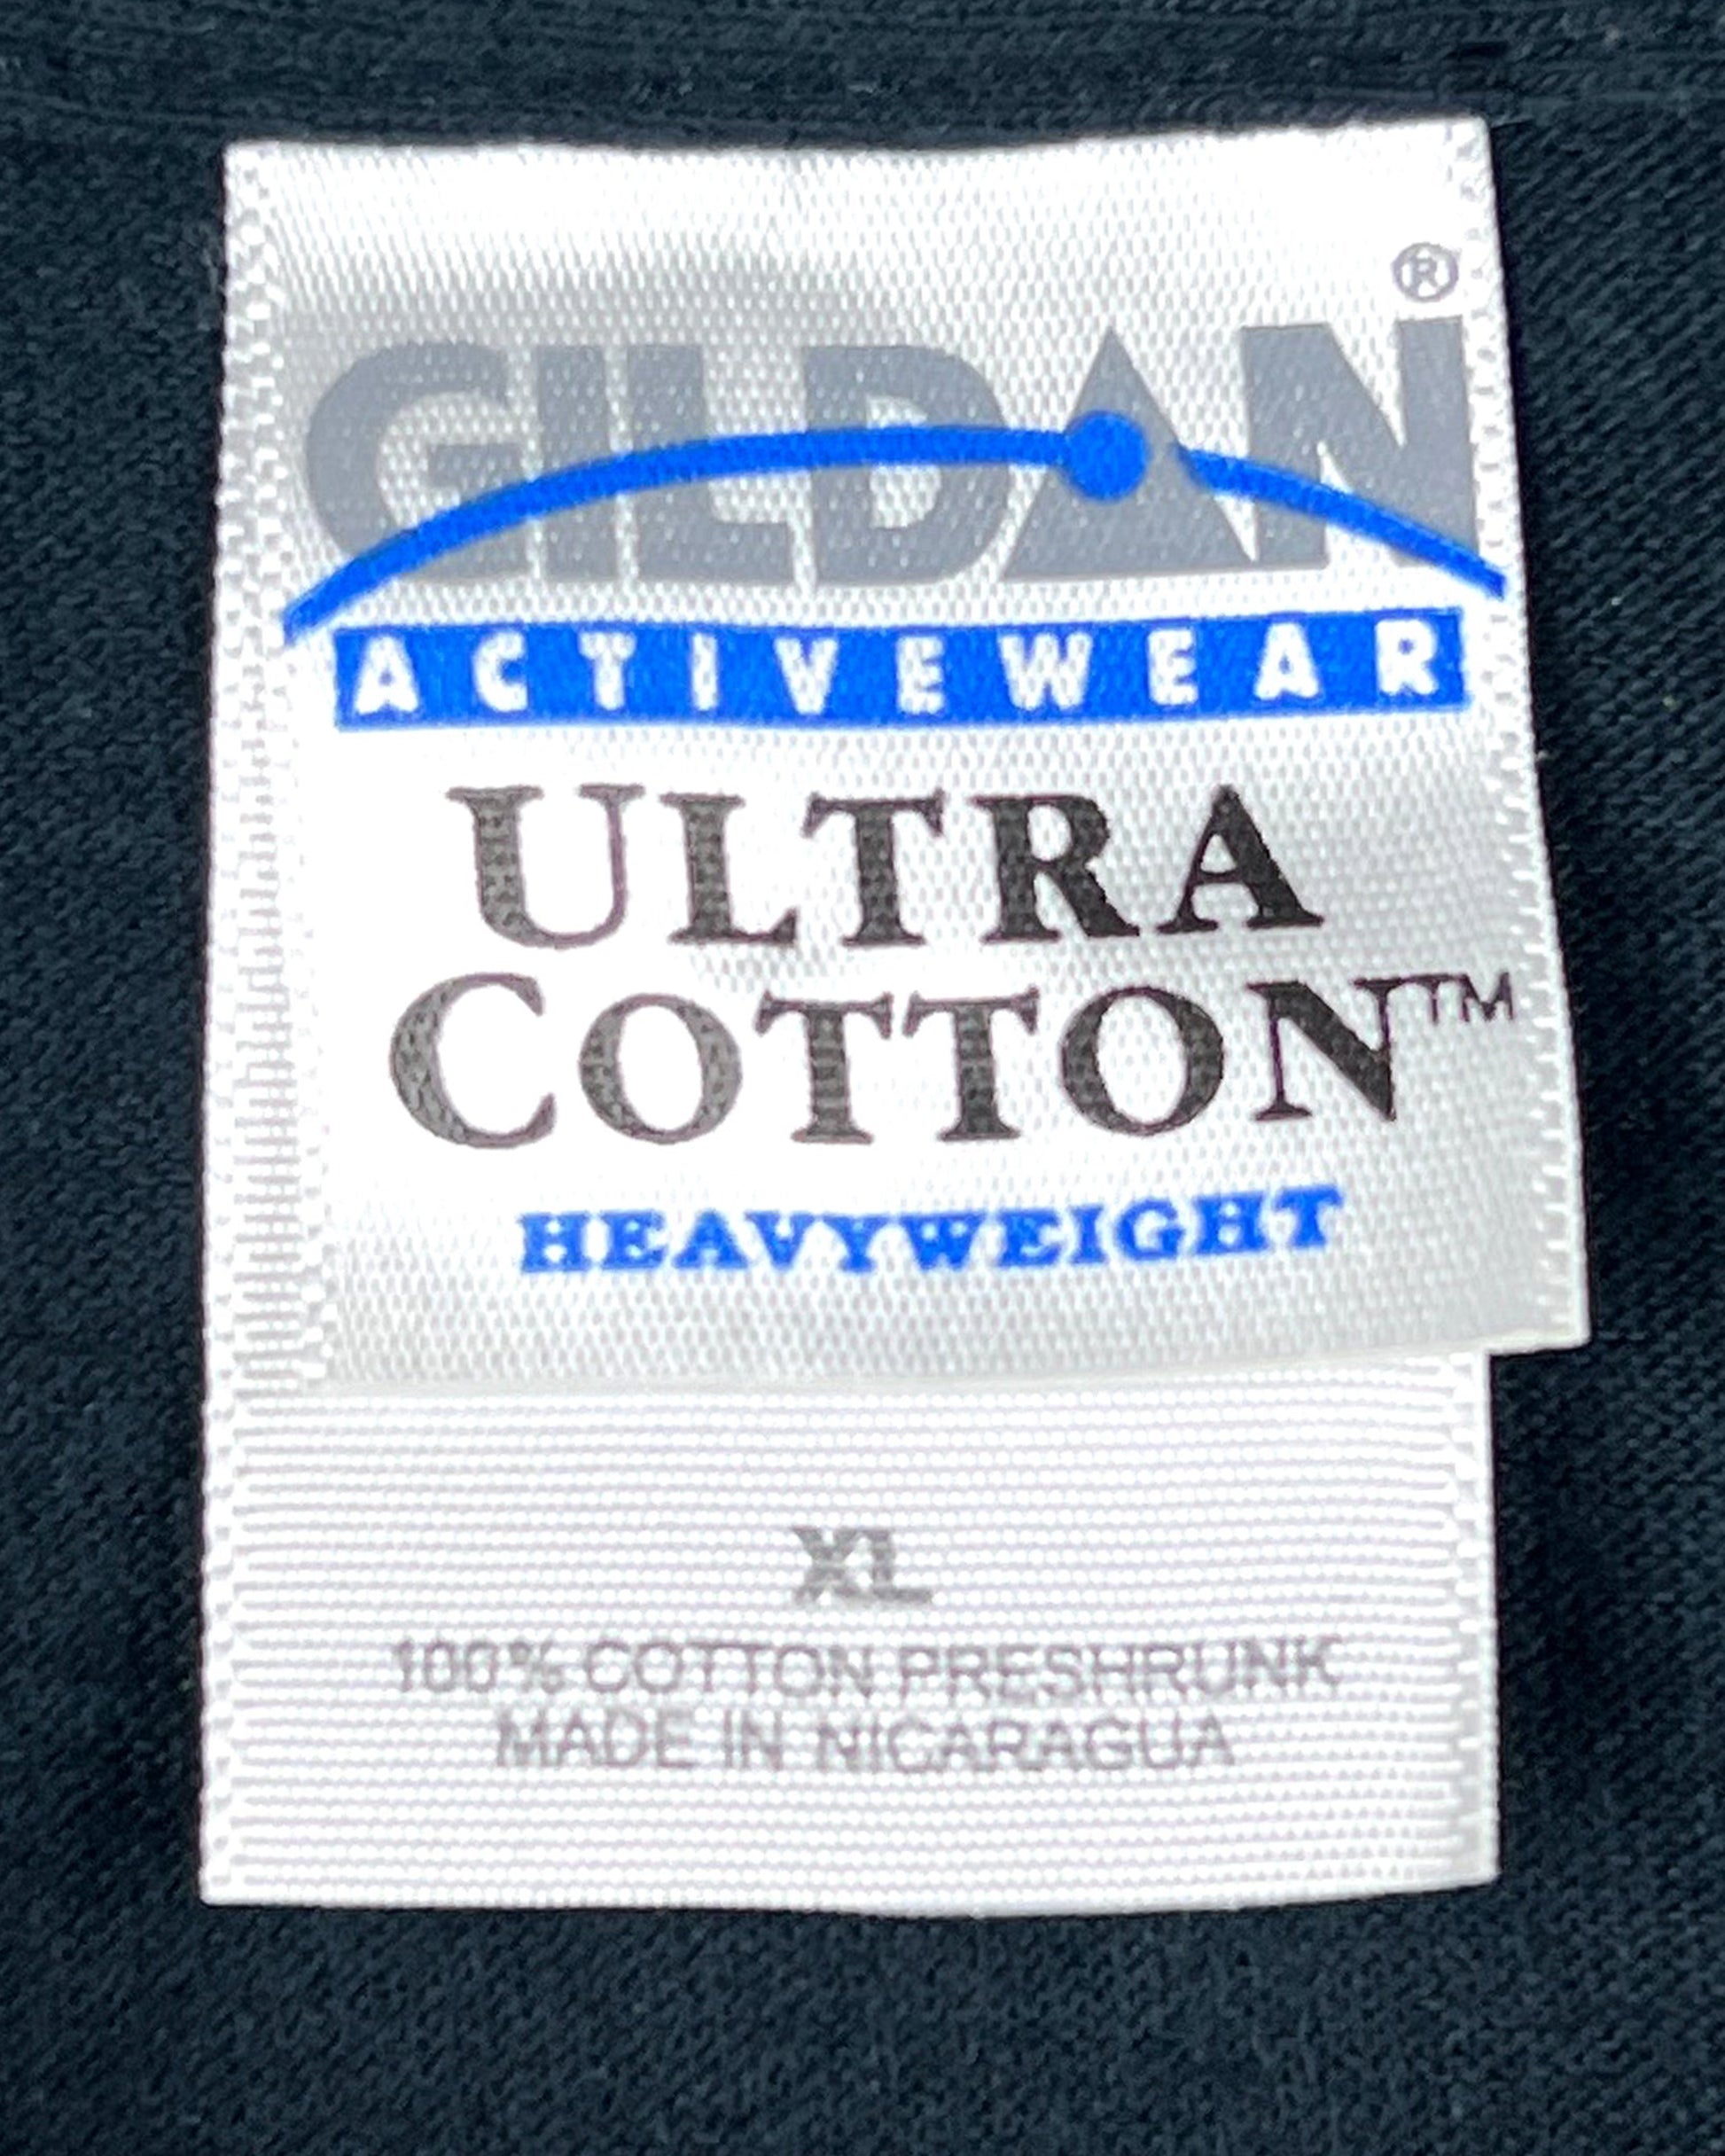 ®
GILDAN
ACTIVEWEAR
ULTRA
COTTON™
HEAVYWEIGHT
XL
100% COTTON PRESHRUNK
MADE IN NICARAGUA